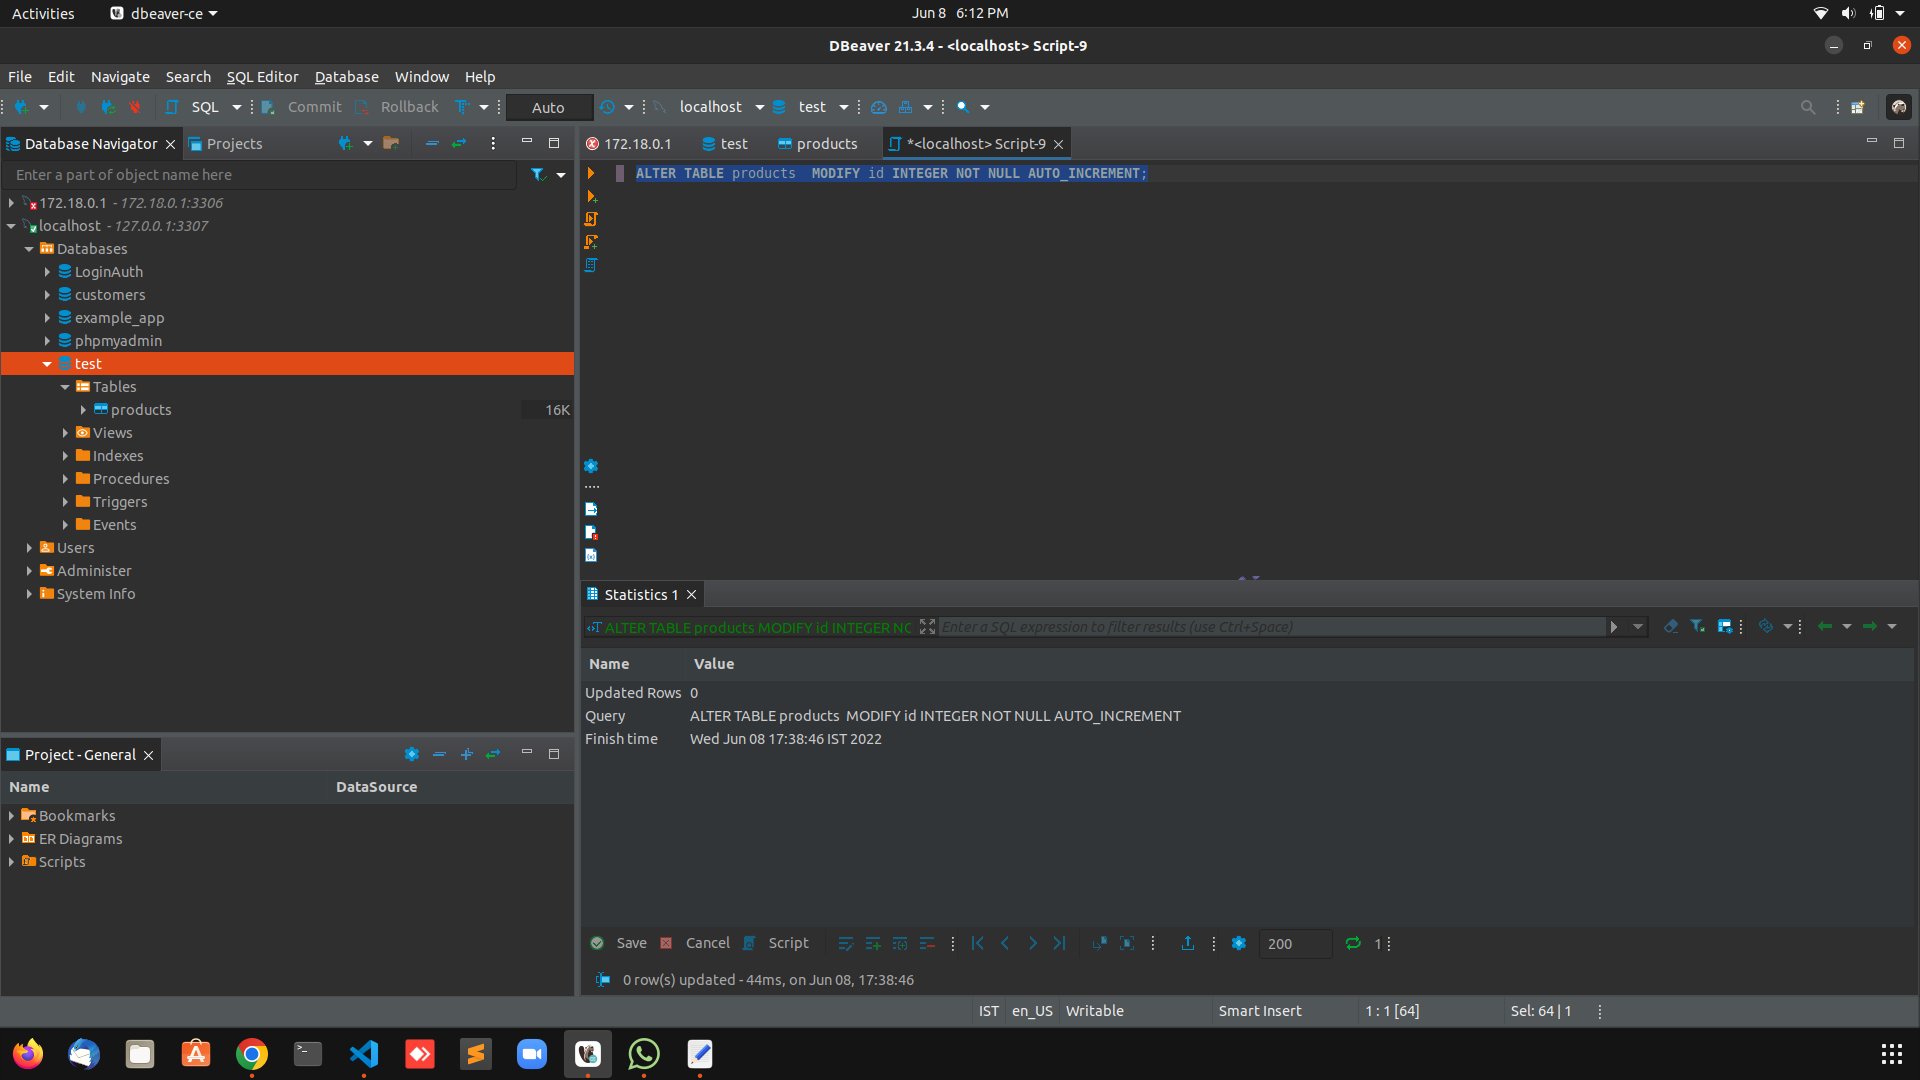 Activities dbeaver-ce Jun 8 6:12 PM
DBeaver 21.3.4 - <localhost> Script-9
File Edit Navigate Search SQL Editor Database Window Help
SQL Commit Rollback Auto localhost test
Database Navigator Projects
Enter a part of object name here
172.18.0.1 - 172.18.0.1:3306
localhost - 127.0.0.1:3307
Databases
LoginAuth
customers
example_app
phpmyadmin
test
Tables
products 16K
Views
Indexes
Procedures
Triggers
Events
Users
Administer
System Info
Project - General
Name DataSource
Bookmarks
ER Diagrams
Scripts
172.18.0.1 test products *<localhost> Script-9
ALTER TABLE products  MODIFY id INTEGER NOT NULL AUTO_INCREMENT;
Statistics 1
ALTER TABLE products MODIFY id INTEGER NO Enter a SQL expression to filter results (use Ctrl+Space)
Name Value
Updated Rows 0
Query ALTER TABLE products  MODIFY id INTEGER NOT NULL AUTO_INCREMENT
Finish time Wed Jun 08 17:38:46 IST 2022
Save Cancel Script 200 1
0 row(s) updated - 44ms, on Jun 08, 17:38:46
IST en_US Writable Smart Insert 1 : 1 [64] Sel: 64 | 1